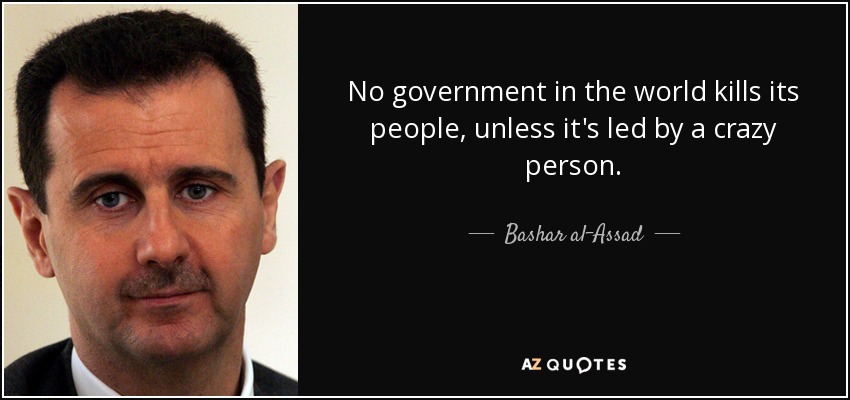 No government in the world kills its
people, unless it's led by a crazy
person.
Bashar al-Assad
AZ QUOTES